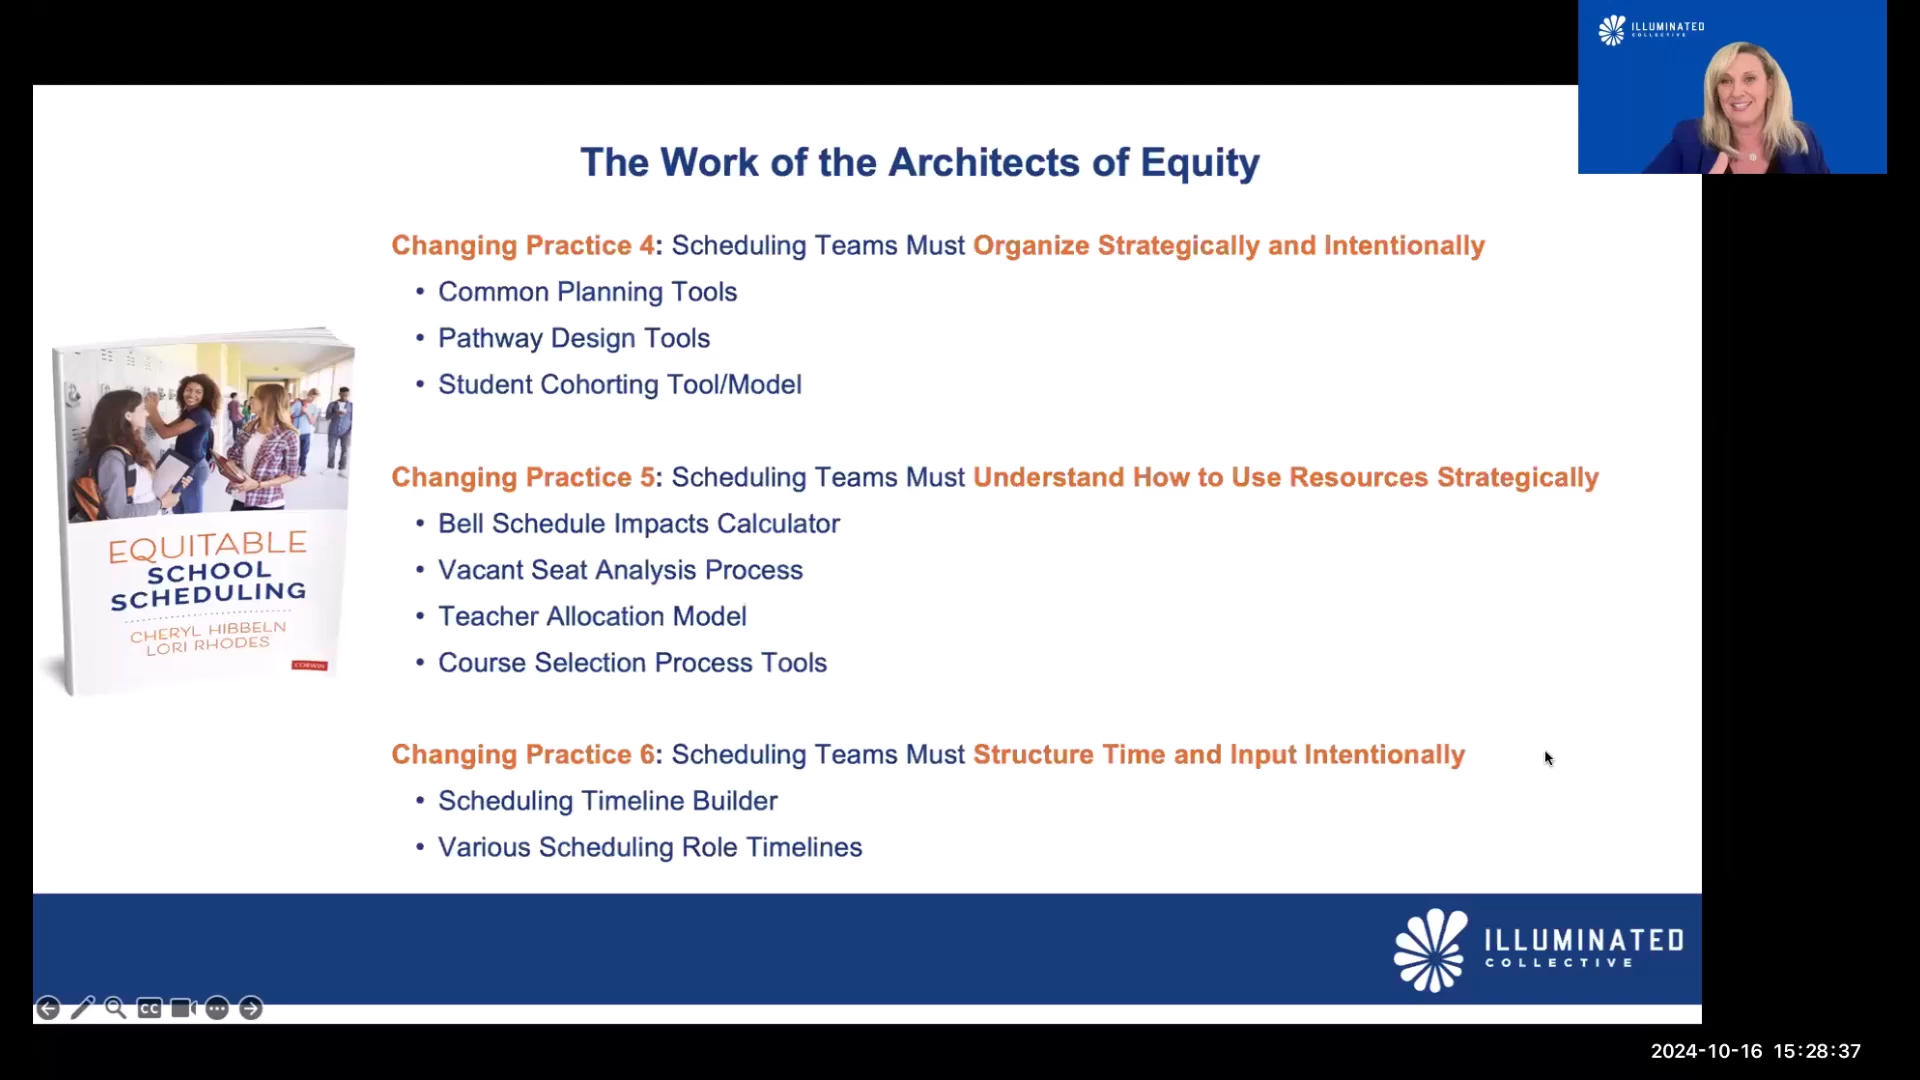 ILLUMINATED
COLLECTIVE
The Work of the Architects of Equity
Changing Practice 4: Scheduling Teams Must Organize Strategically and Intentionally
• Common Planning Tools
• Pathway Design Tools
• Student Cohorting Tool/Model
Changing Practice 5: Scheduling Teams Must Understand How to Use Resources Strategically
• Bell Schedule Impacts Calculator
• Vacant Seat Analysis Process
• Teacher Allocation Model
• Course Selection Process Tools
Changing Practice 6: Scheduling Teams Must Structure Time and Input Intentionally
• Scheduling Timeline Builder
• Various Scheduling Role Timelines
EQUITABLE
SCHOOL
SCHEDULING
CHERYL HIBBELN
LORI RHODES
CORWIN
ILLUMINATED
COLLECTIVE
CC
2024-10-16 15:28:37